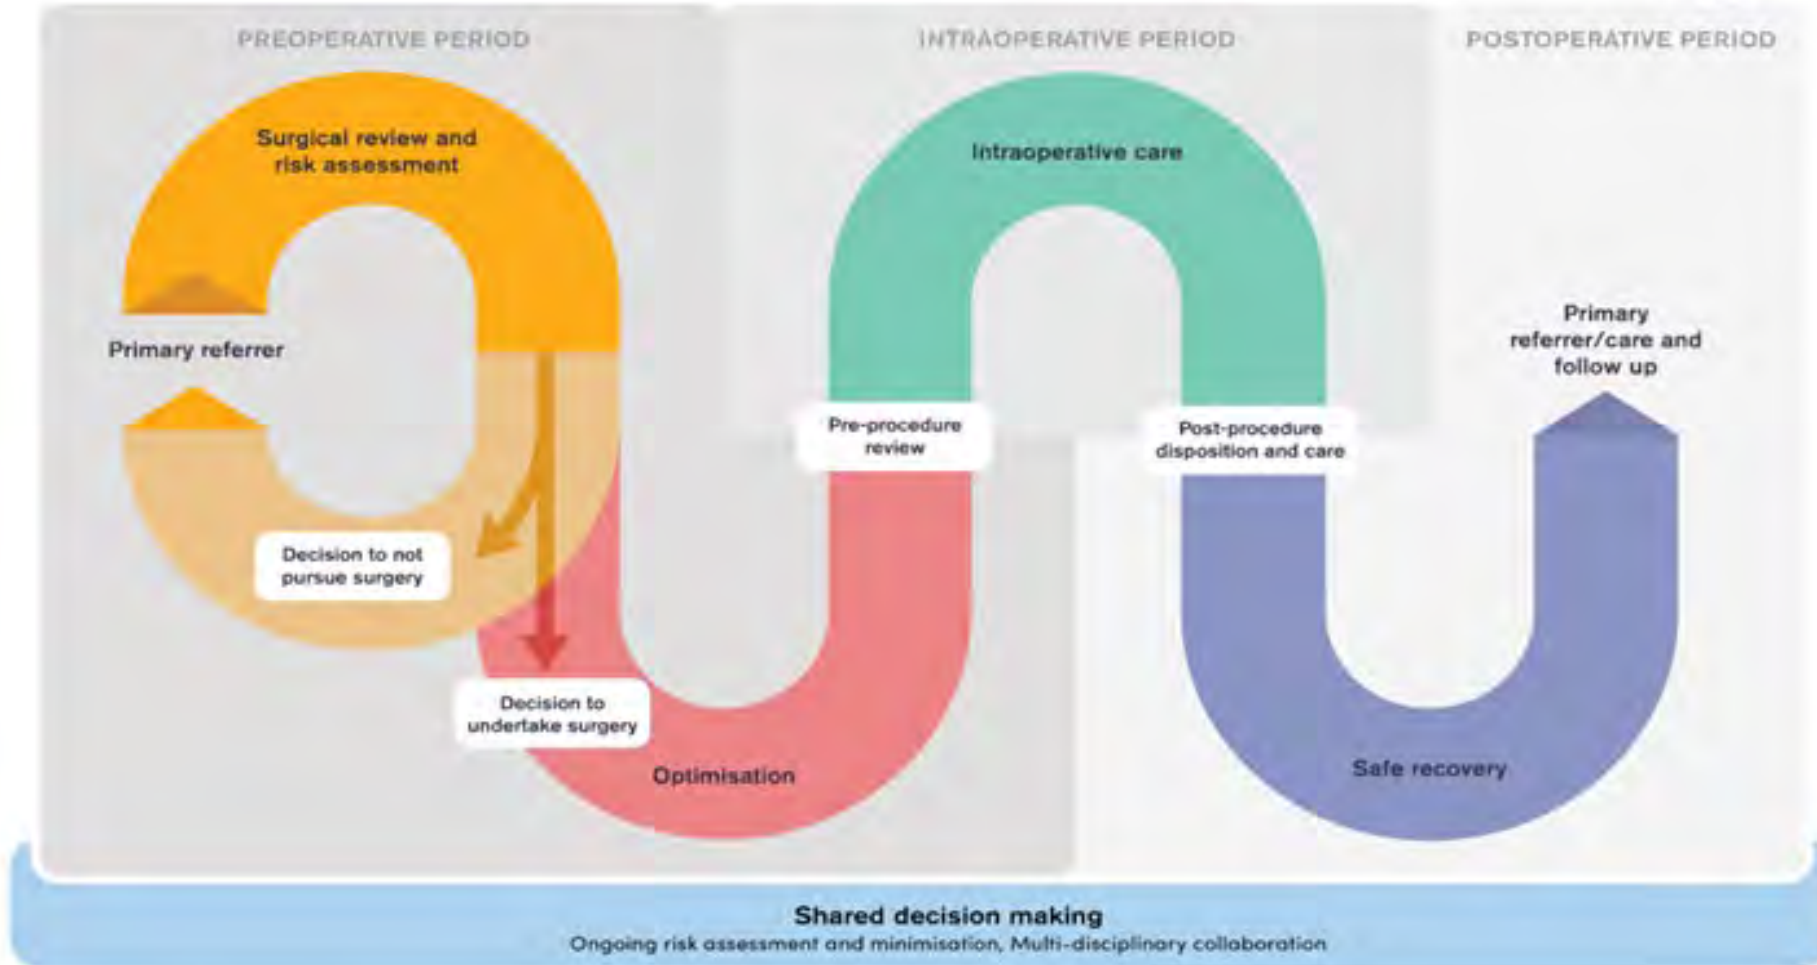 PREOPERATIVE PERIOD
INTRAOPERATIVE PERIOD
POSTOPERATIVE PERIOD
Surgical review and
risk assessment
Primary referrer
Decision to not
pursue surgery
Decision to
undertake surgery
Optimisation
Pre-procedure
review
Intraoperative care
Post-procedure
disposition and care
Safe recovery
Primary
referrer/care and
follow up
Shared decision making
Ongoing risk assessment and minimisation, Multi-disciplinary collaboration